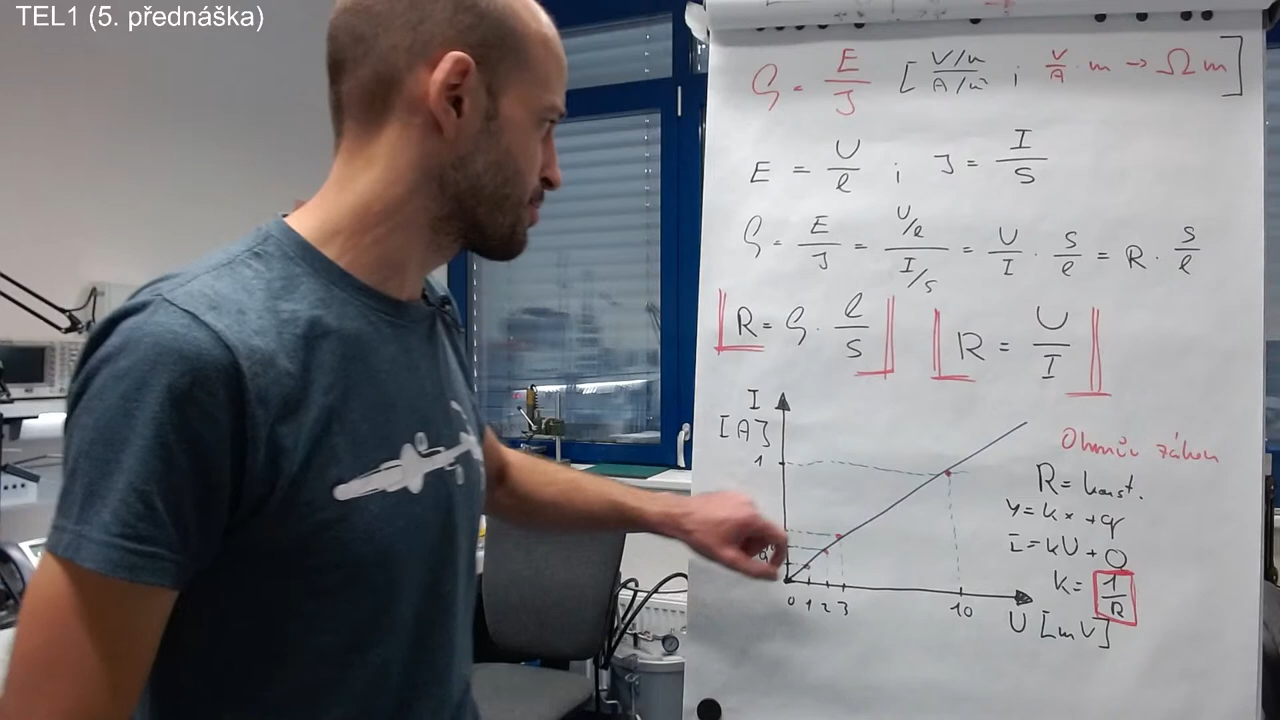 TEL1 (5. přednáška)
ρ = E/J [ V/m / A/m² ; V/A · m → Ωm ]
E = U/l ; J = I/S
ρ = E/J = U/l / I/S = U/I · S/l = R · S/l
R = ρ · l/S R = U/I
I
[A]
1
0 1 2 3 10
U [mV]
Ohmův zákon
R = konst.
y = kx + q
I = kU + 0
k = 1/R